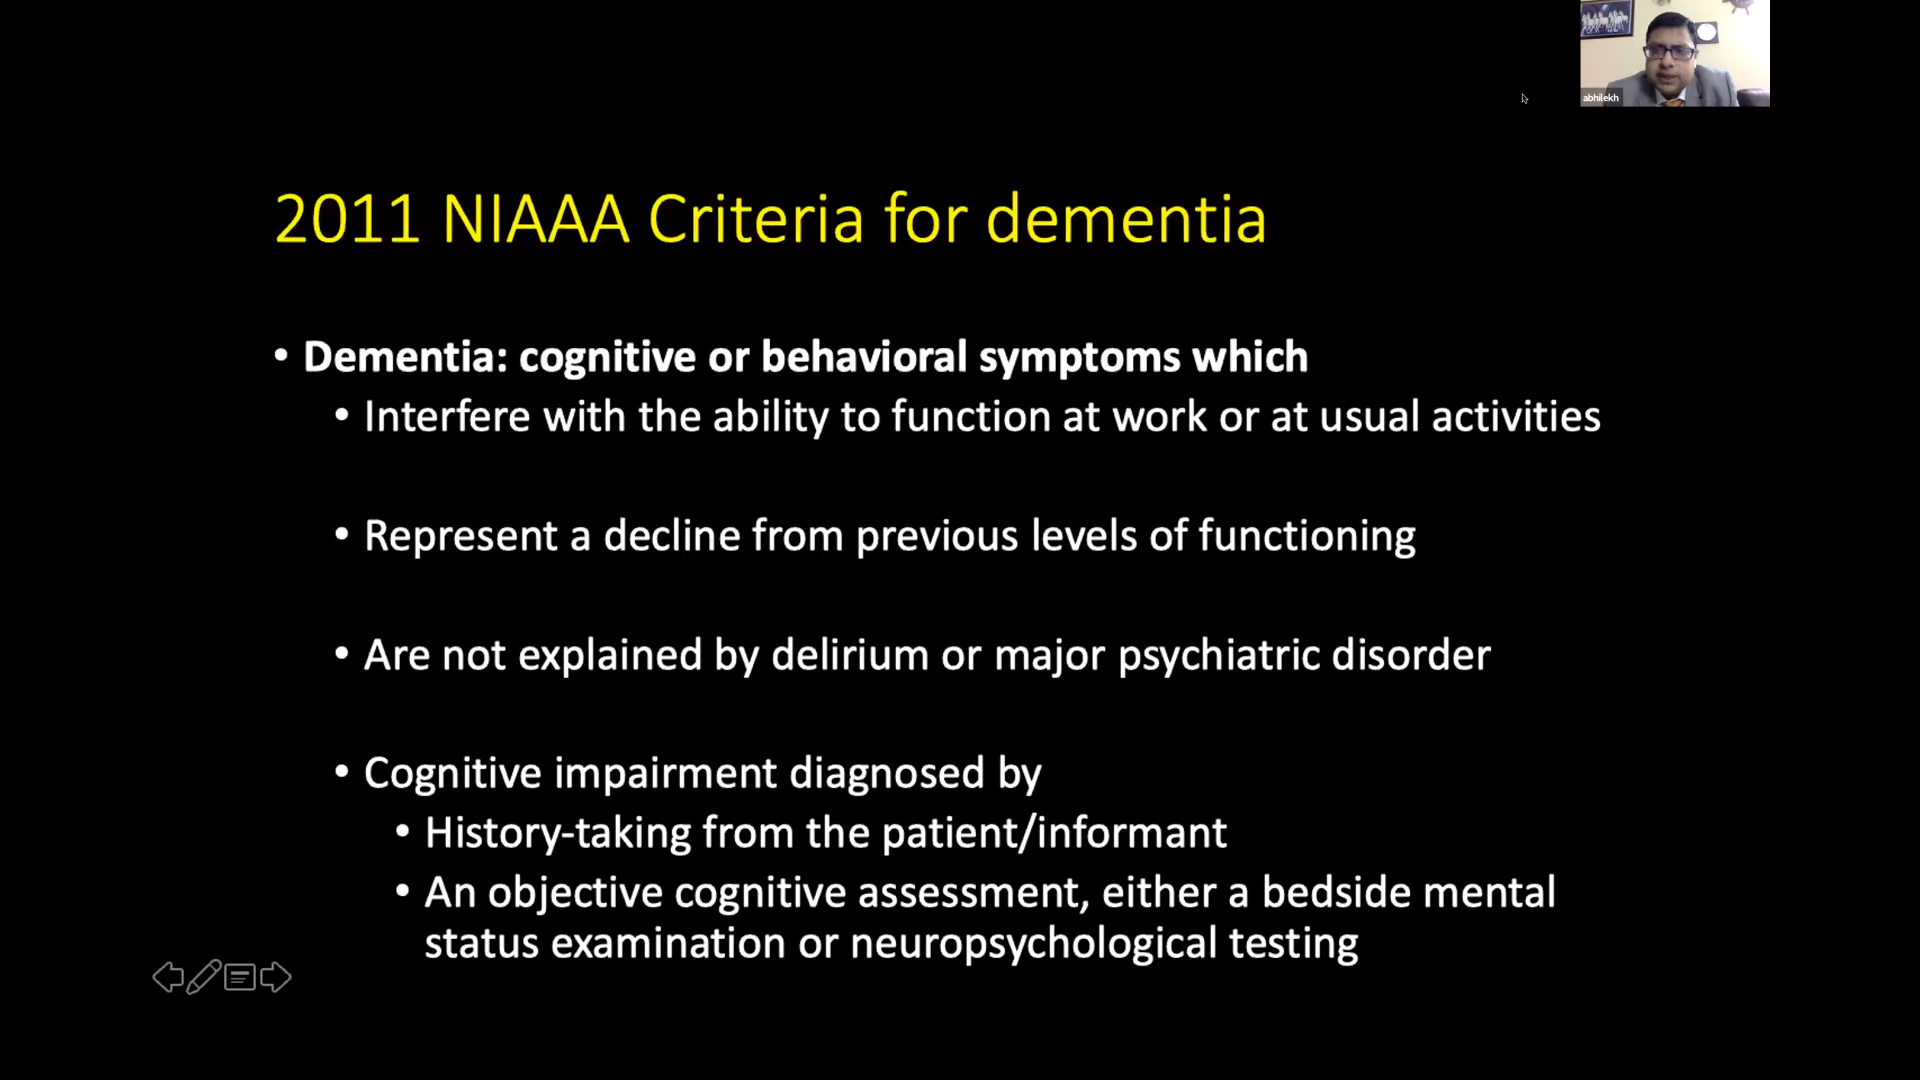 abhilekh
2011 NIAAA Criteria for dementia
• Dementia: cognitive or behavioral symptoms which
• Interfere with the ability to function at work or at usual activities
• Represent a decline from previous levels of functioning
• Are not explained by delirium or major psychiatric disorder
• Cognitive impairment diagnosed by
• History-taking from the patient/informant
• An objective cognitive assessment, either a bedside mental
status examination or neuropsychological testing